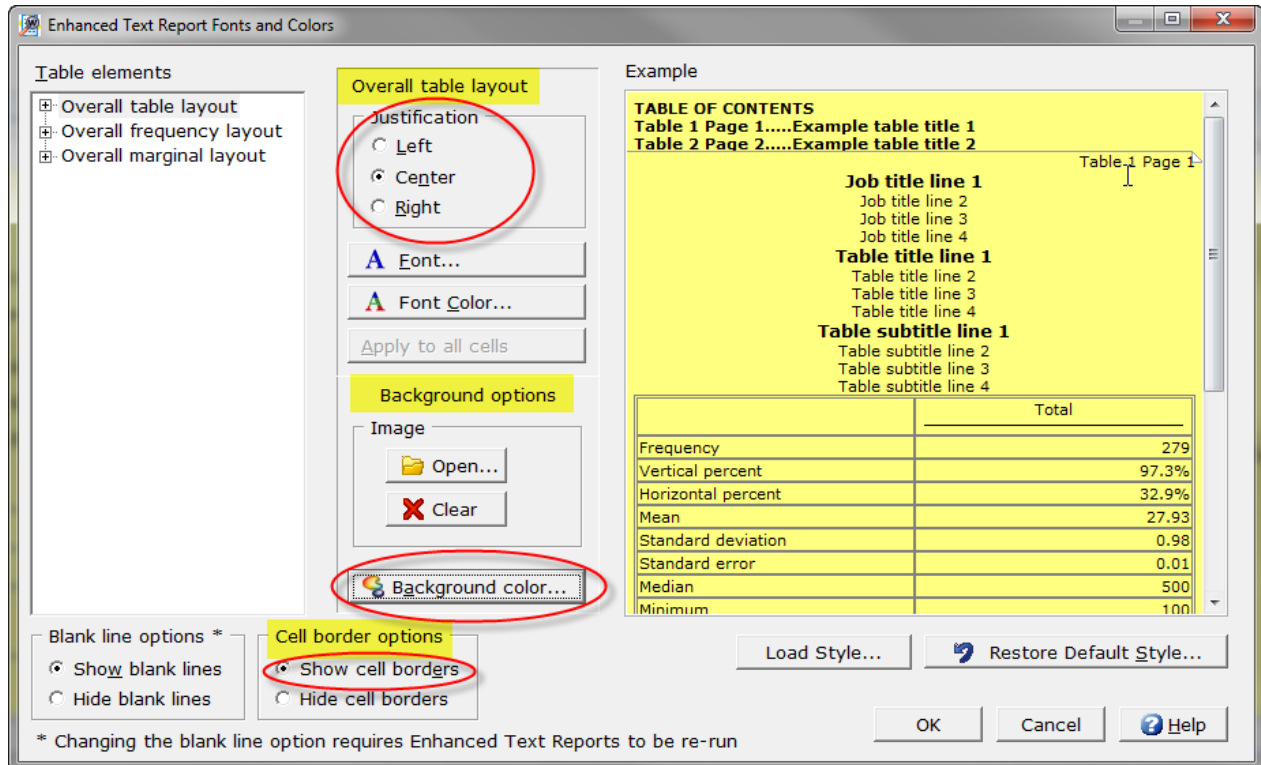 Enhanced Text Report Fonts and Colors
Table elements
Overall table layout
Overall frequency layout
Overall marginal layout
Overall table layout
Justification
Left
Center
Right
A Font...
A Font Color...
Apply to all cells
Background options
Image
Open...
Clear
Background color...
Example
TABLE OF CONTENTS
Table 1 Page 1.....Example table title 1
Table 2 Page 2.....Example table title 2
Table 1 Page 1
Job title line 1
Job title line 2
Job title line 3
Job title line 4
Table title line 1
Table title line 2
Table title line 3
Table title line 4
Table subtitle line 1
Table subtitle line 2
Table subtitle line 3
Table subtitle line 4
Total
Frequency 279
Vertical percent 97.3%
Horizontal percent 32.9%
Mean 27.93
Standard deviation 0.98
Standard error 0.01
Median 500
Minimum 100
Blank line options *
Show blank lines
Hide blank lines
Cell border options
Show cell borders
Hide cell borders
Load Style...
Restore Default Style...
* Changing the blank line option requires Enhanced Text Reports to be re-run
OK
Cancel
Help